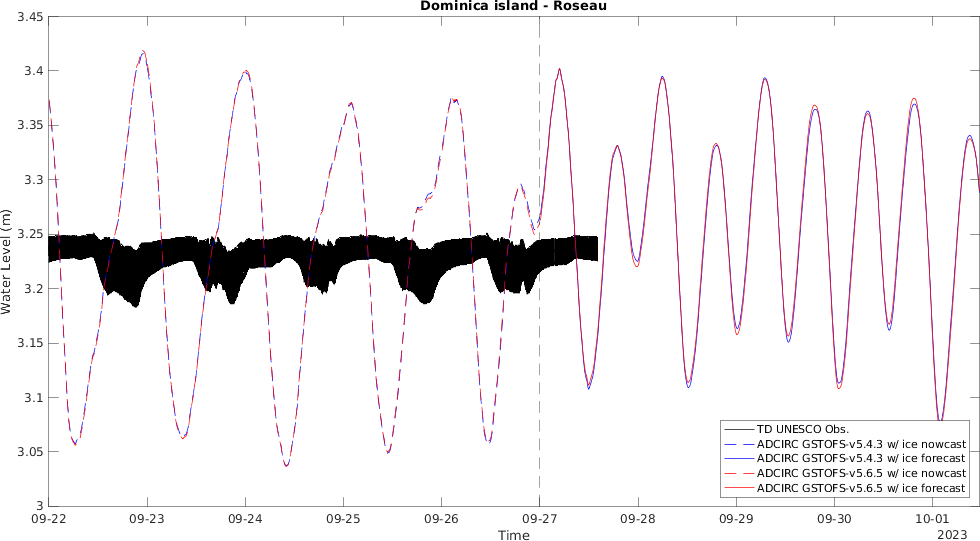 Dominica island - Roseau
3.45
3.4
3.35
3.3
3.25
3.2
3.15
3.1
3.05
3
Water Level (m)
TD UNESCO Obs.
ADCIRC GSTOFS-v5.4.3 w/ ice nowcast
ADCIRC GSTOFS-v5.4.3 w/ ice forecast
ADCIRC GSTOFS-v5.6.5 w/ ice nowcast
ADCIRC GSTOFS-v5.6.5 w/ ice forecast
09-22 09-23 09-24 09-25 09-26 09-27 09-28 09-29 09-30 10-01
Time
2023